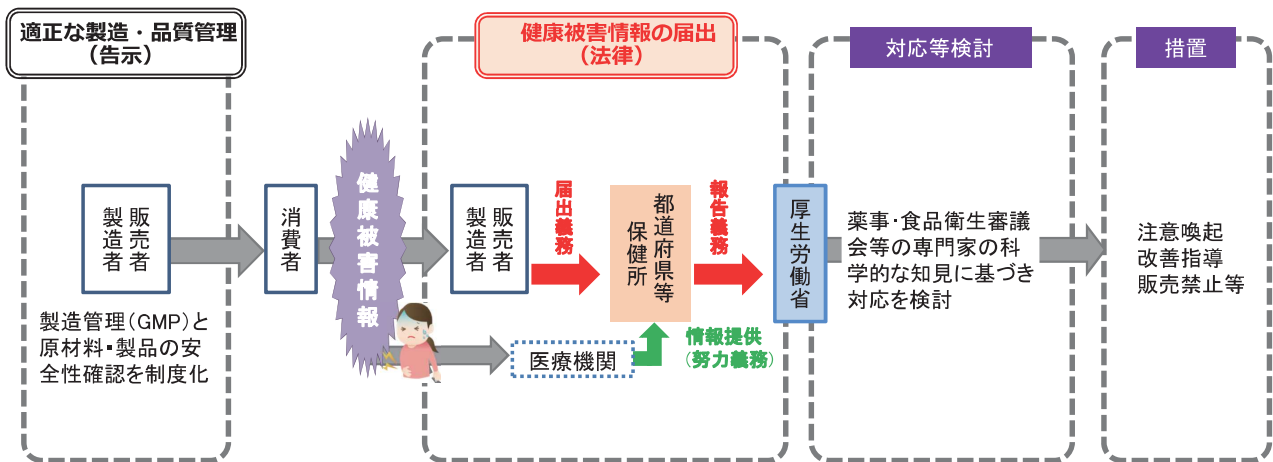 適正な製造・品質管理
（告示）
健康被害情報の届出
（法律）
対応等検討
措置
販売者
製造者
消費者
健康被害情報
販売者
製造者
届出義務
都道府県等
保健所
報告義務
厚生労働省
薬事・食品衛生審議
会等の専門家の科
学的な知見に基づき
対応を検討
注意喚起
改善指導
販売禁止等
製造管理（GMP）と
原材料・製品の安
全性確認を制度化
医療機関
情報提供
（努力義務）